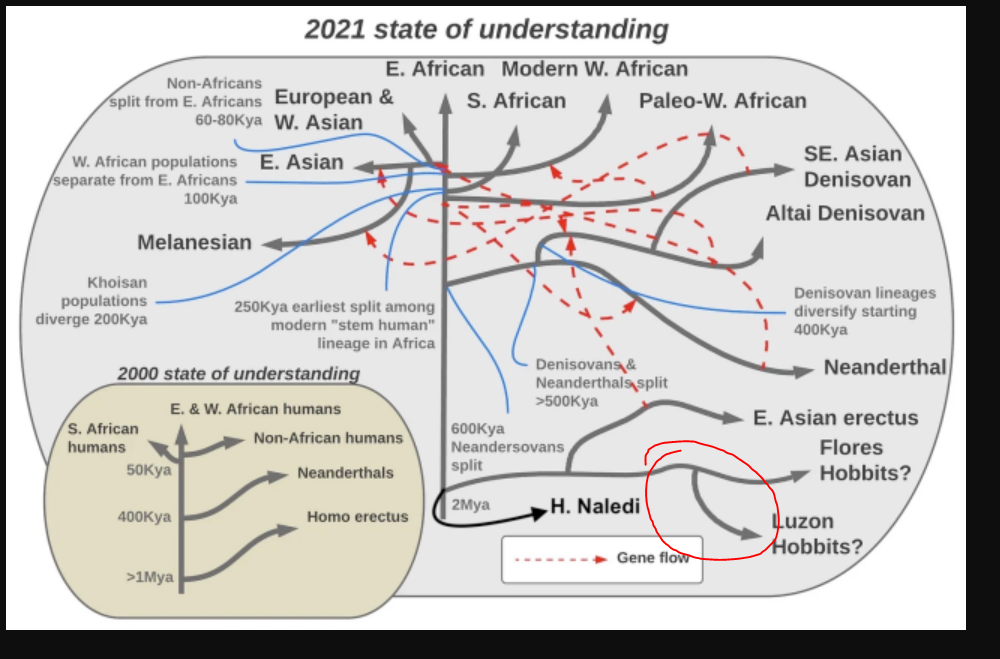 2021 state of understanding
E. African
Modern W. African
Non-Africans
split from E. Africans
60-80Kya
European &
W. Asian
S. African
Paleo-W. African
W. African populations
separate from E. Africans
100Kya
E. Asian
SE. Asian
Denisovan
Altai Denisovan
Melanesian
Khoisan
populations
diverge 200Kya
250Kya earliest split among
modern "stem human"
lineage in Africa
Denisovan lineages
diversify starting
400Kya
Denisovans &
Neanderthals split
>500Kya
Neanderthal
600Kya
Neandersovans
split
E. Asian erectus
Flores
Hobbits?
2Mya
H. Naledi
Luzon
Hobbits?
Gene flow
2000 state of understanding
E. & W. African humans
S. African
humans
Non-African humans
50Kya
Neanderthals
400Kya
Homo erectus
>1Mya